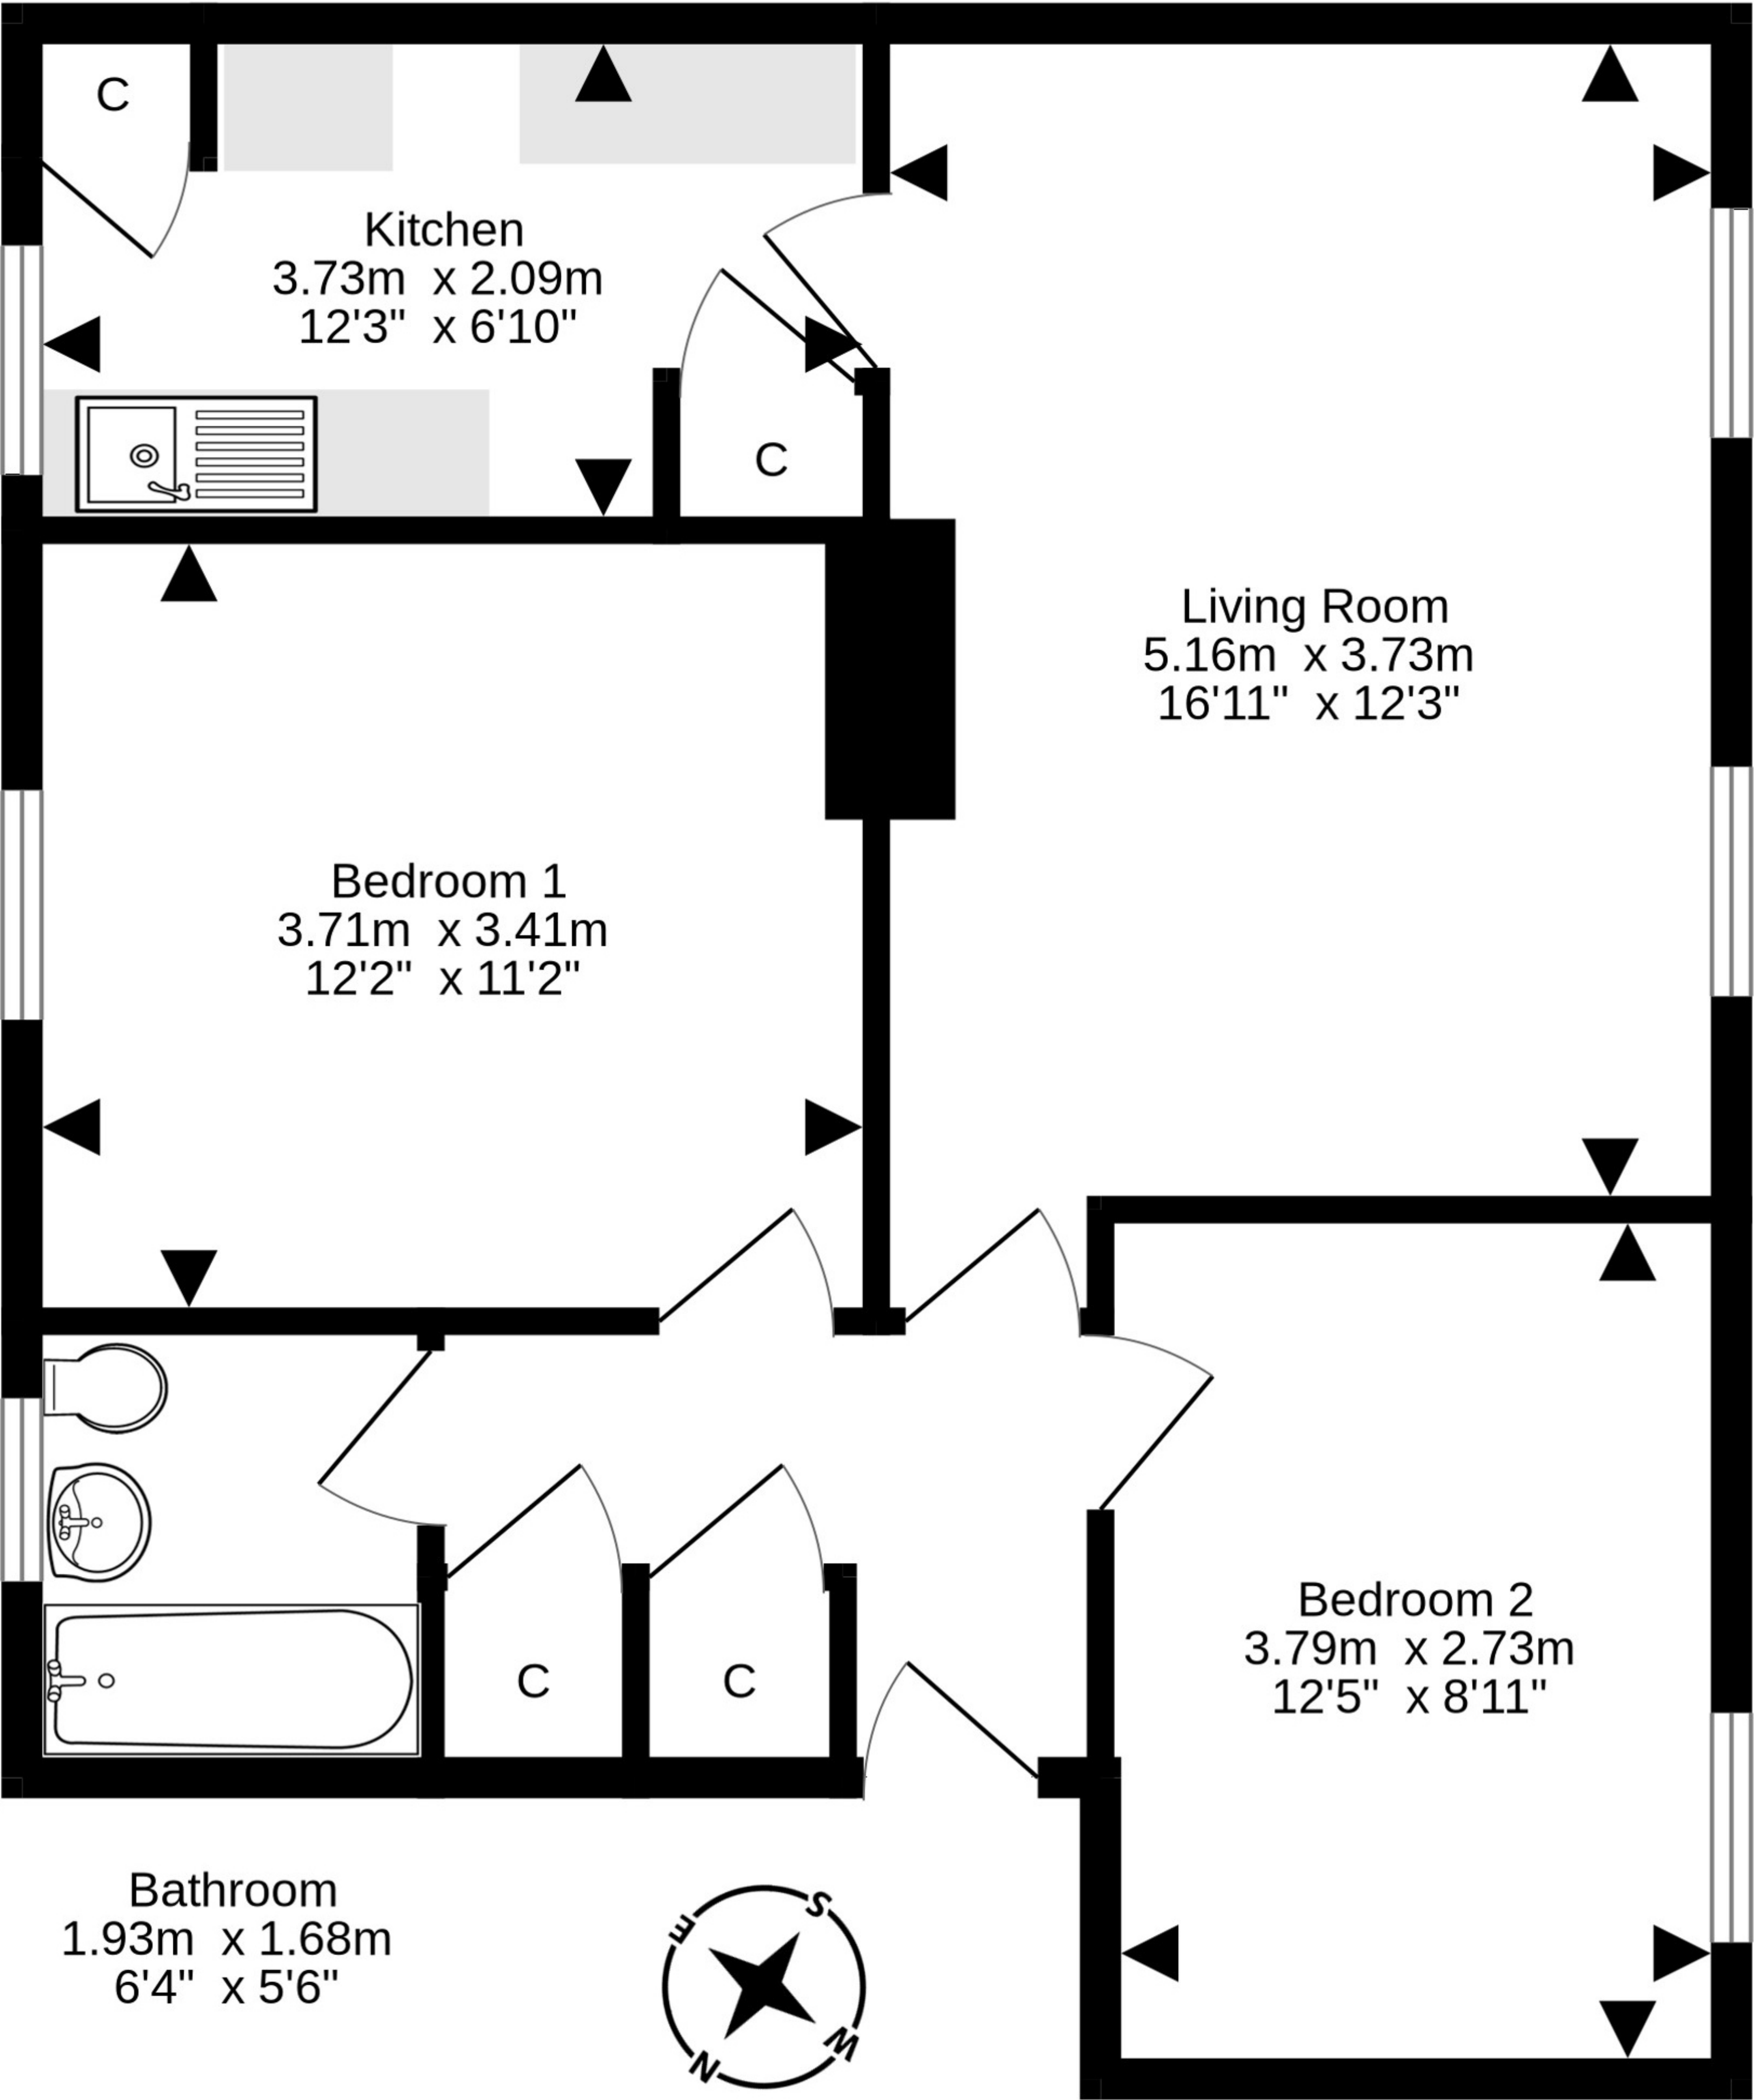 C
Kitchen
3.73m x 2.09m
12'3" x 6'10"
C
Living Room
5.16m x 3.73m
16'11" x 12'3"
Bedroom 1
3.71m x 3.41m
12'2" x 11'2"
Bedroom 2
3.79m x 2.73m
12'5" x 8'11"
C
C
Bathroom
1.93m x 1.68m
6'4" x 5'6"
S
E
W
N